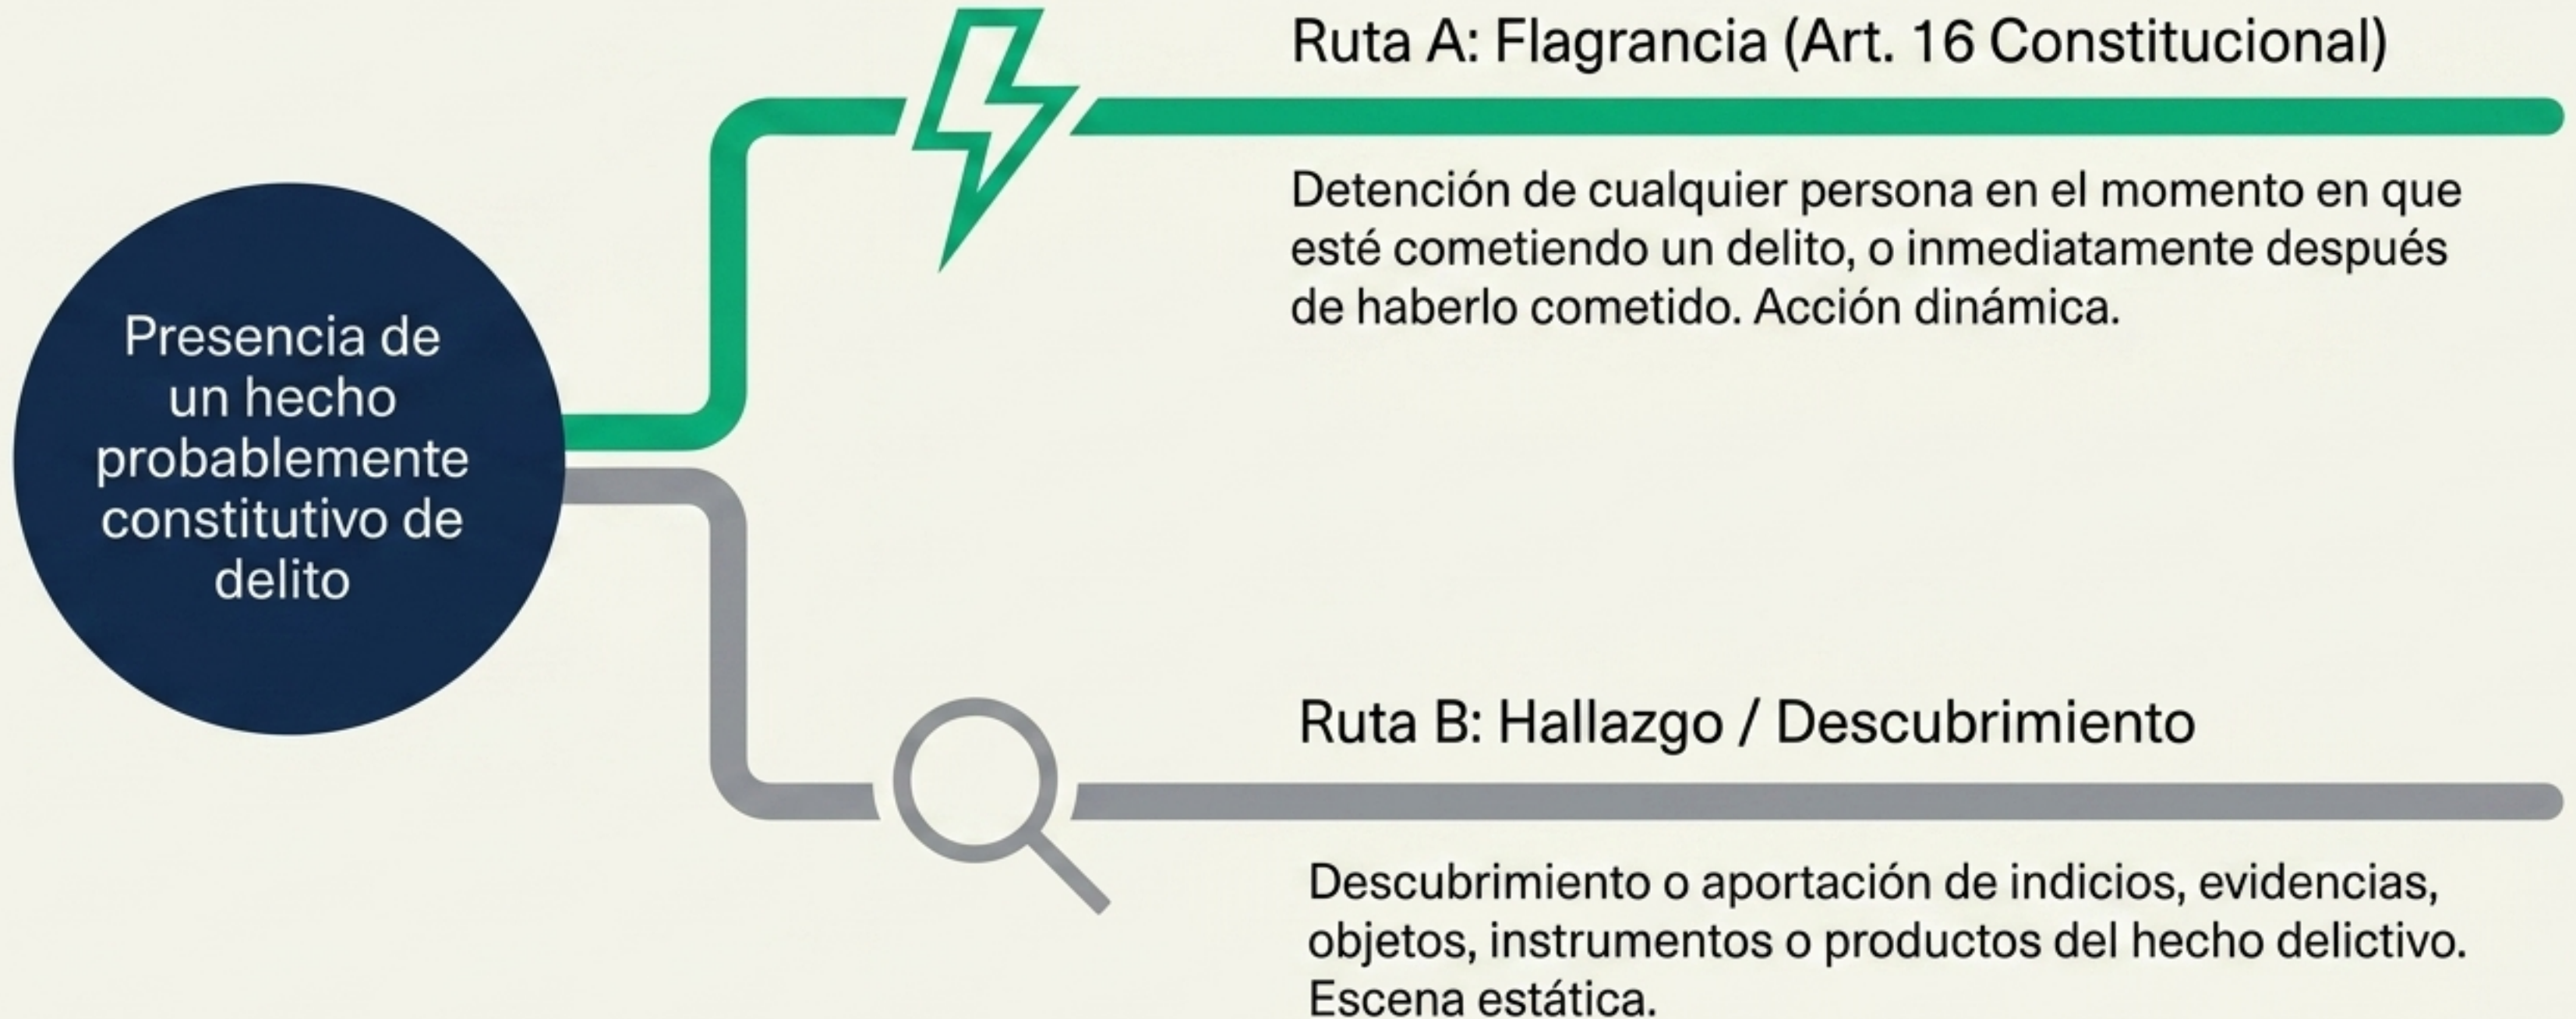 Presencia de
un hecho
probablemente
constitutivo de
delito
Ruta A: Flagrancia (Art. 16 Constitucional)
Detención de cualquier persona en el momento en que
esté cometiendo un delito, o inmediatamente después
de haberlo cometido. Acción dinámica.
Ruta B: Hallazgo / Descubrimiento
Descubrimiento o aportación de indicios, evidencias,
objetos, instrumentos o productos del hecho delictivo.
Escena estática.